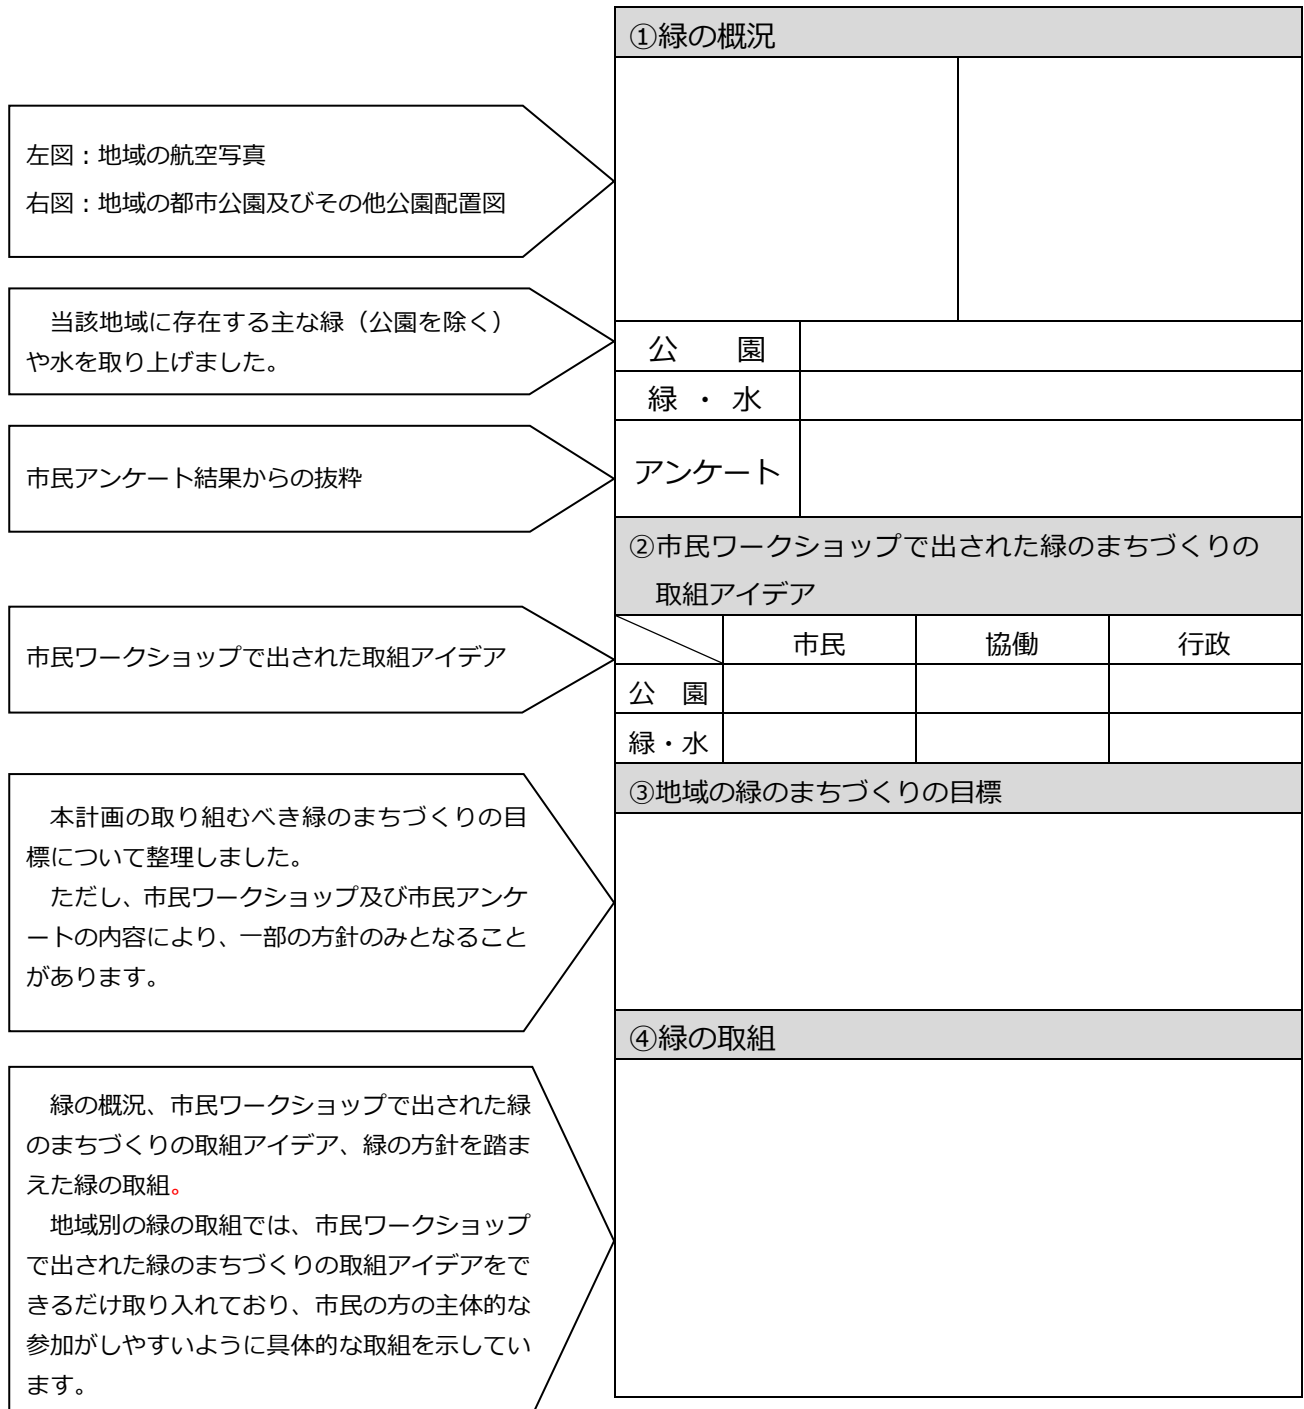 ①緑の概況
左図：地域の航空写真
右図：地域の都市公園及びその他公園配置図
　当該地域に存在する主な緑（公園を除く）
や水を取り上げました。
公　　園
緑 ・ 水
市民アンケート結果からの抜粋
アンケート
②市民ワークショップで出された緑のまちづくりの
取組アイデア
市民ワークショップで出された取組アイデア
市民　協働　行政
公　園
緑・水
③地域の緑のまちづくりの目標
　本計画の取り組むべき緑のまちづくりの目
標について整理しました。
　ただし、市民ワークショップ及び市民アンケ
ートの内容により、一部の方針のみとなること
があります。
④緑の取組
　緑の概況、市民ワークショップで出された緑
のまちづくりの取組アイデア、緑の方針を踏ま
えた緑の取組。
　地域別の緑の取組では、市民ワークショップ
で出された緑のまちづくりの取組アイデアをで
きるだけ取り入れており、市民の方の主体的な
参加がしやすいように具体的な取組を示してい
ます。